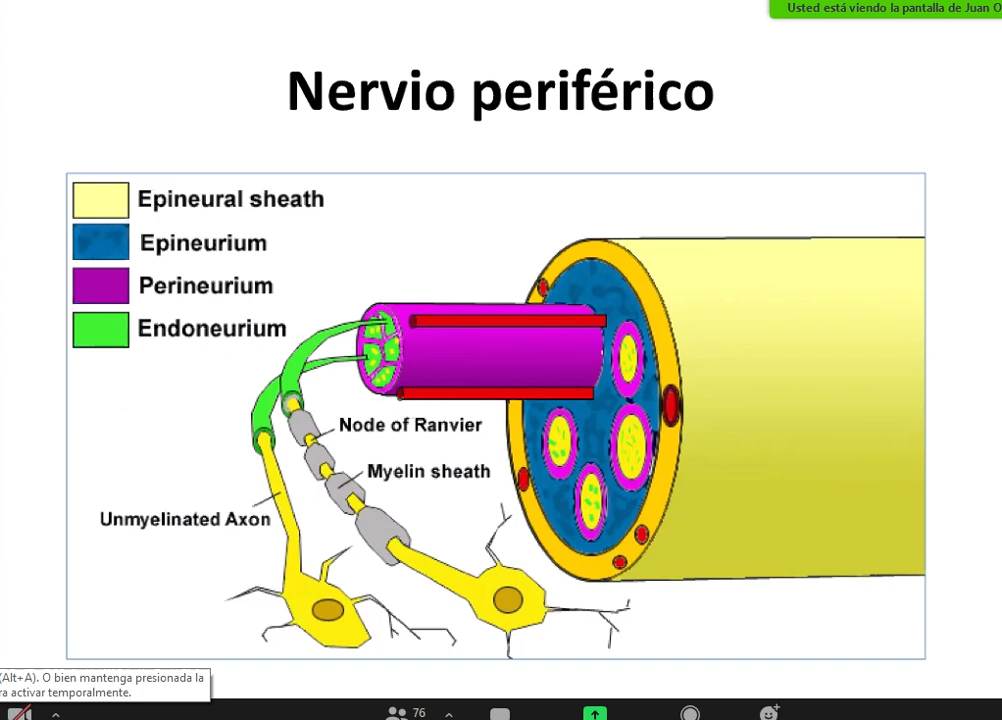 Usted está viendo la pantalla de Juan O
Nervio periférico
Epineural sheath
Epineurium
Perineurium
Endoneurium
Node of Ranvier
Myelin sheath
Unmyelinated Axon
(Alt+A). O bien mantenga presionada la
ra activar temporalmente.
76